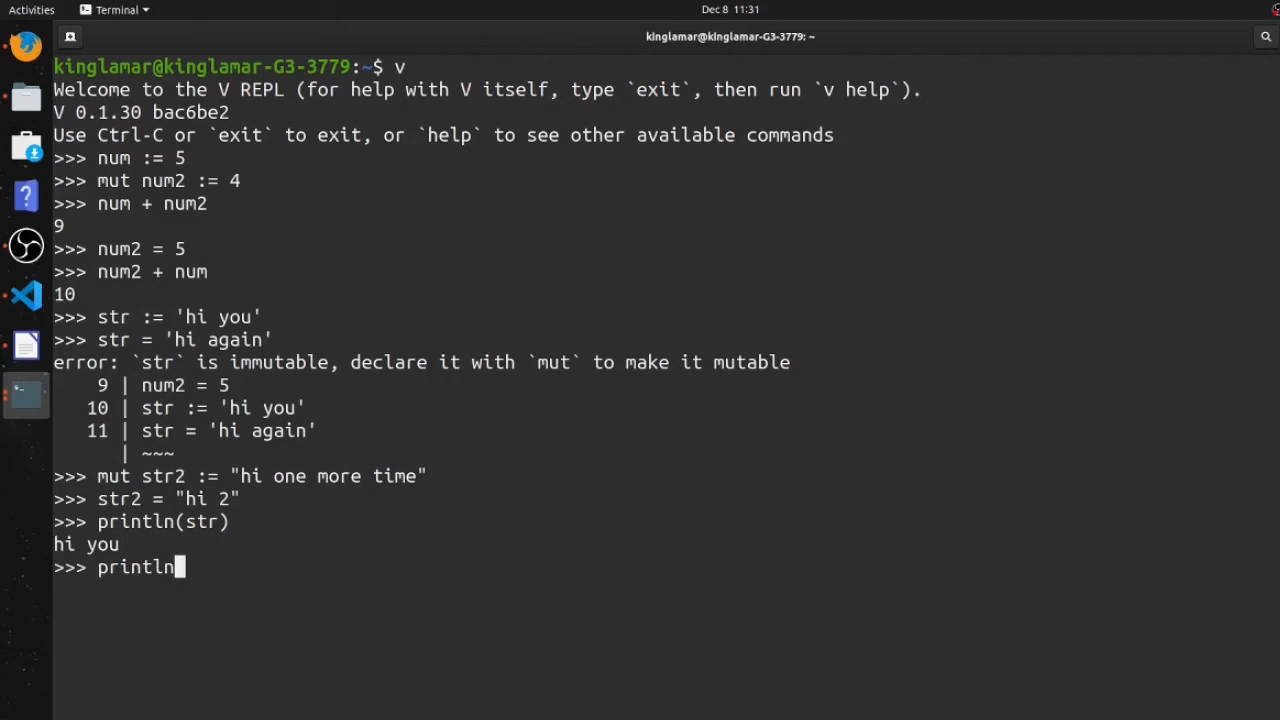 Activities
Terminal
Dec 8 11:31
kinglamar@kinglamar-G3-3779: ~
kinglamar@kinglamar-G3-3779:~$ v
Welcome to the V REPL (for help with V itself, type `exit`, then run `v help`).
V 0.1.30 bac6be2
Use Ctrl-C or `exit` to exit, or `help` to see other available commands
>>> num := 5
>>> mut num2 := 4
>>> num + num2
9
>>> num2 = 5
>>> num2 + num
10
>>> str := 'hi you'
>>> str = 'hi again'
error: `str` is immutable, declare it with `mut` to make it mutable
    9 | num2 = 5
   10 | str := 'hi you'
   11 | str = 'hi again'
      | ~~~
>>> mut str2 := "hi one more time"
>>> str2 = "hi 2"
>>> println(str)
hi you
>>> println